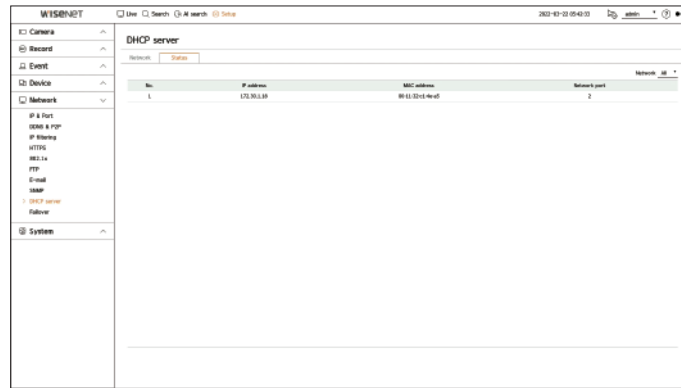 WISENET
Live Search AI search Setup
2022-03-22 05:42:33 admin
Camera
Record
Event
Device
Network
IP & Port
DDNS & P2P
IP filtering
HTTPS
802.1x
FTP
E-mail
SNMP
DHCP server
Failover
System
DHCP server
Network Status
Network All
No. IP address MAC address Network port
1 172.30.1.18 2